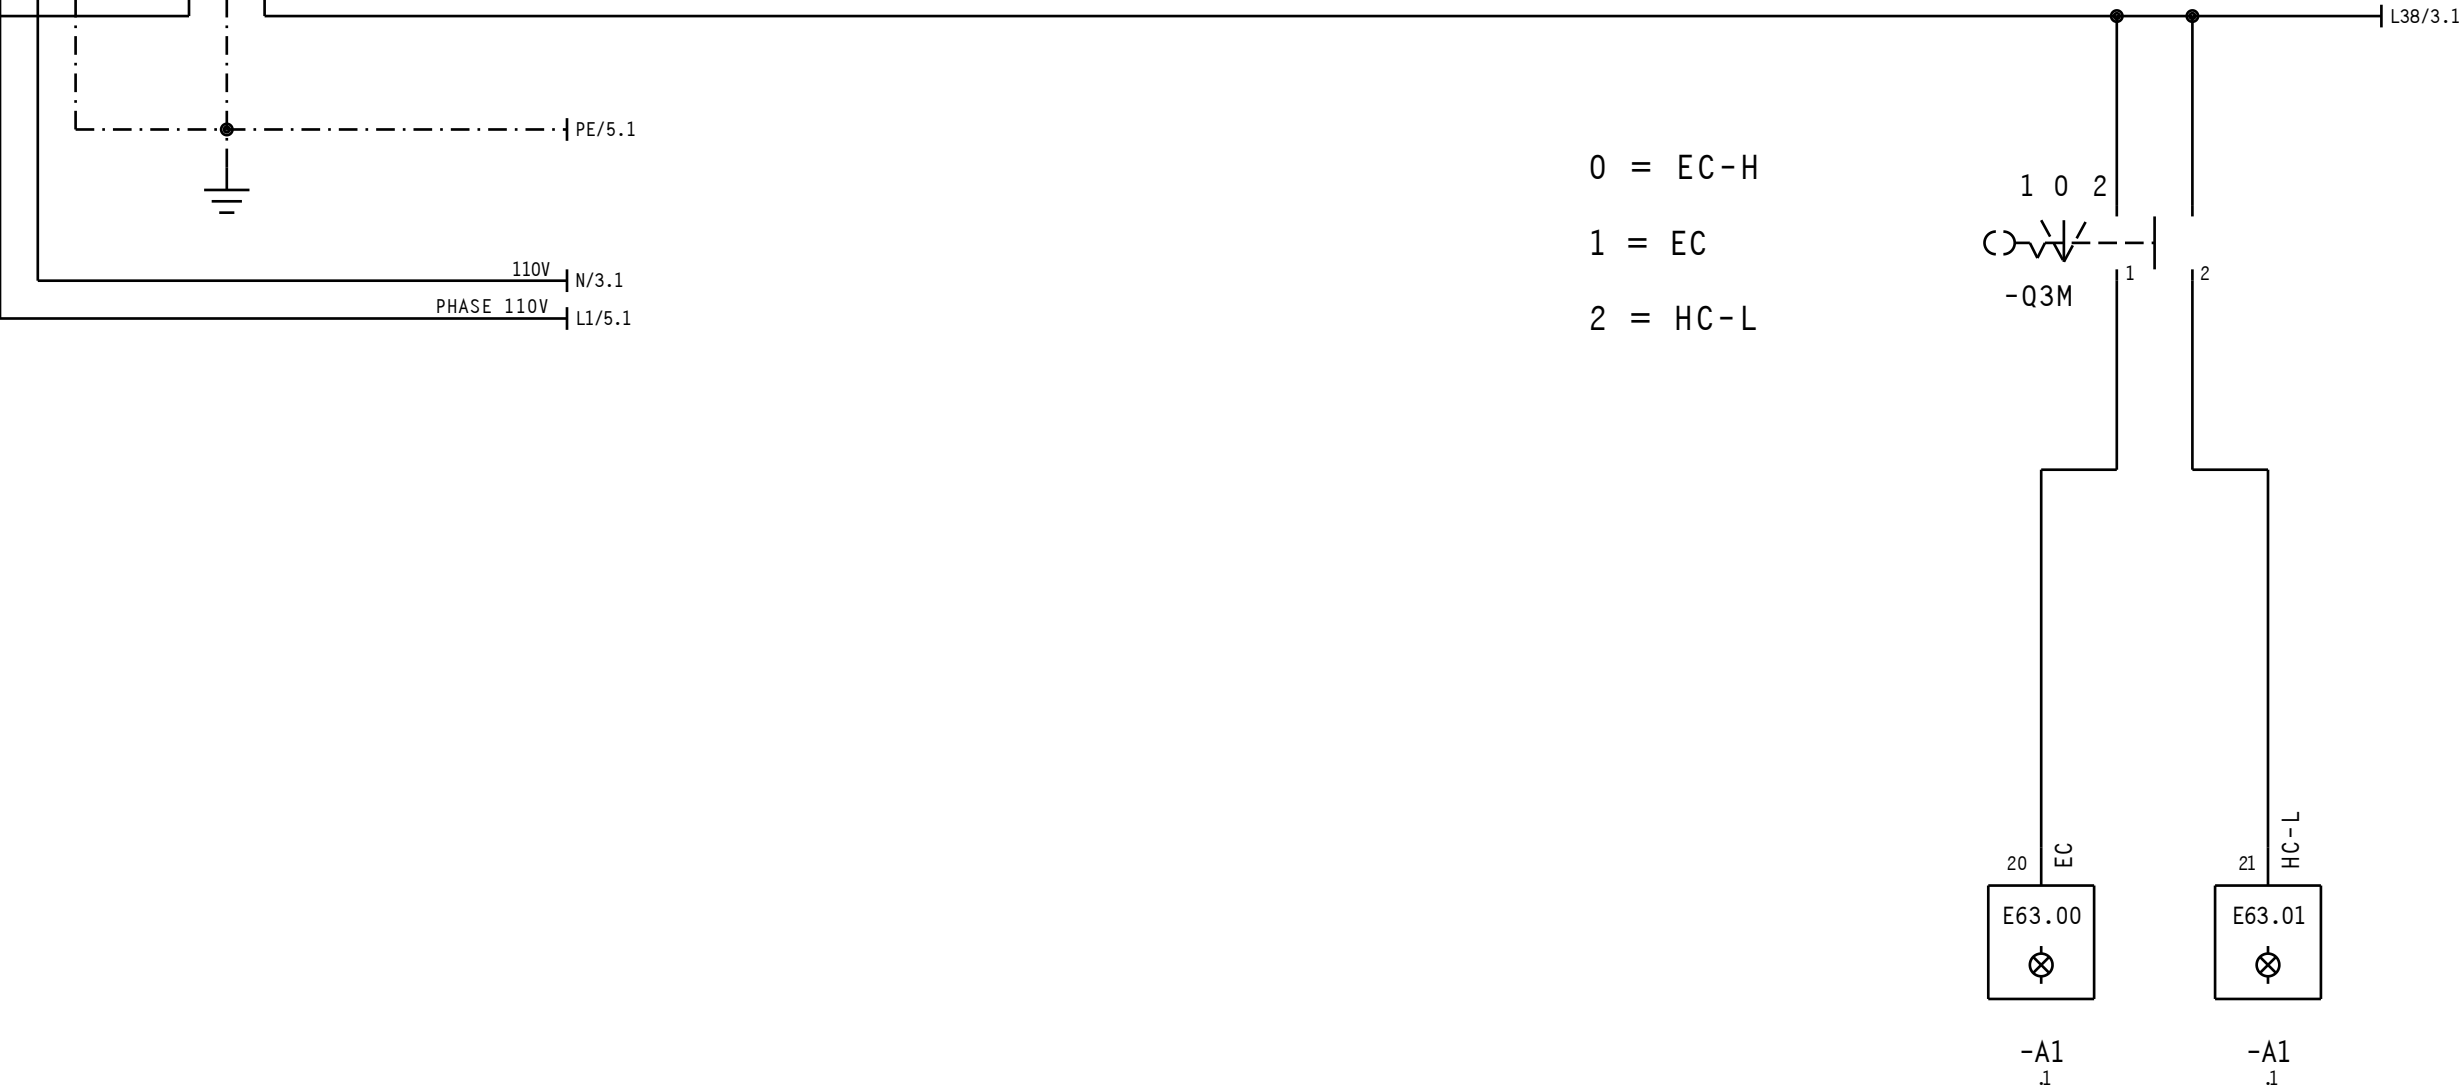 L38/3.1
PE/5.1
0 = EC-H
1 0 2
1 = EC
110V
N/3.1
1
2
-Q3M
PHASE 110V
L1/5.1
2 = HC-L
20
EC
21
HC-L
E63.00
E63.01
-A1
-A1
.1
.1